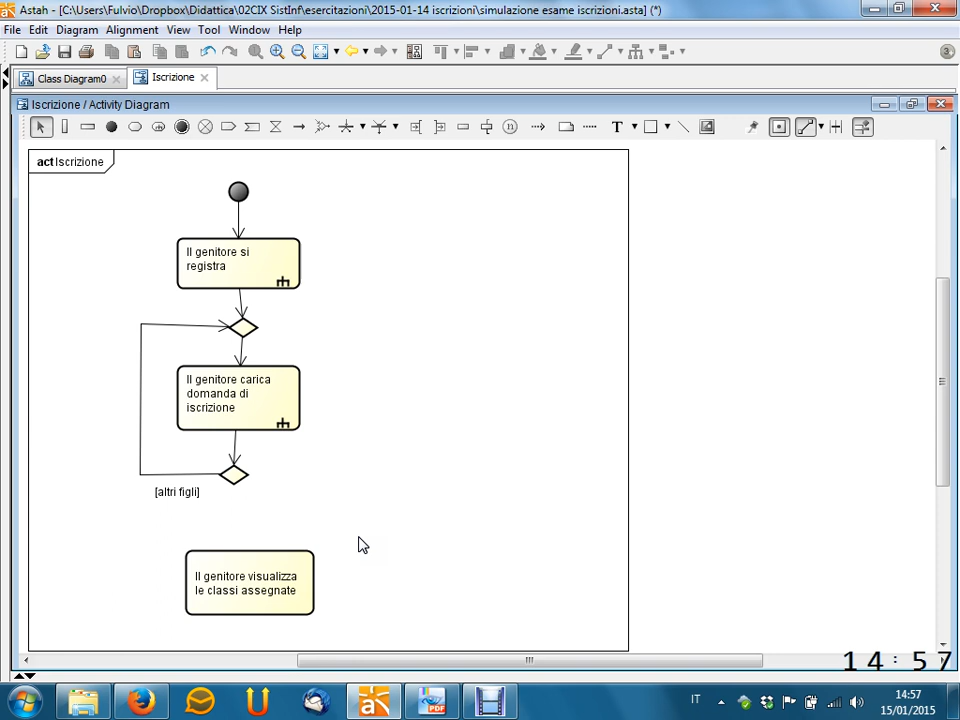 Astah - [C:\Users\Fulvio\Dropbox\Didattica\02CIX SistInf\esercitazioni\2015-01-14 iscrizioni\simulazione esame iscrizioni.asta] (*)
File Edit Diagram Alignment View Tool Window Help
3
Class Diagram0
Iscrizione
Iscrizione / Activity Diagram
T
act Iscrizione
Il genitore si
registra
Il genitore carica
domanda di
iscrizione
[altri figli]
Il genitore visualizza
le classi assegnate
14:57
PDF
IT
14:57
15/01/2015